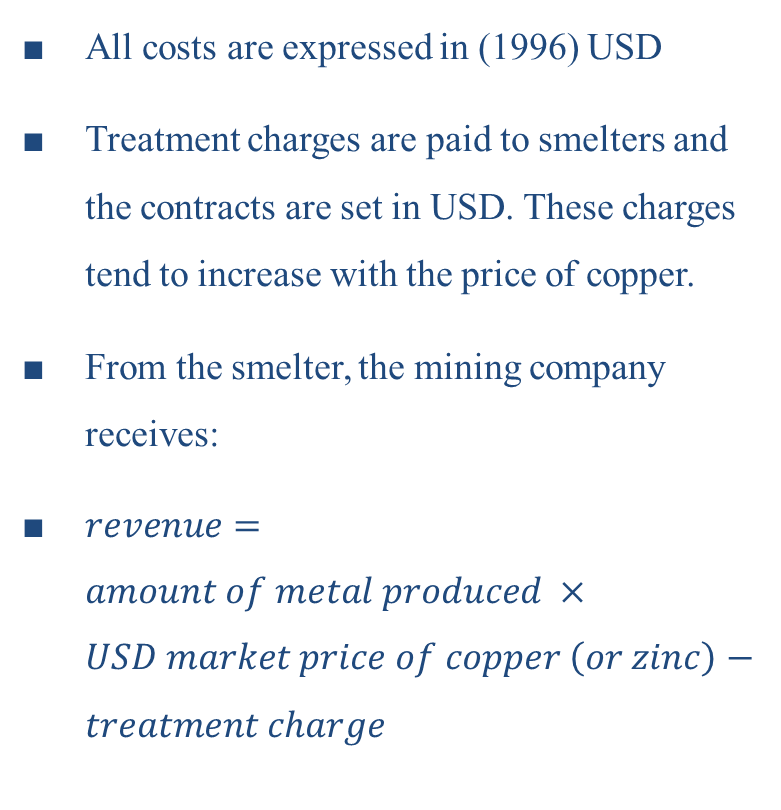 ■ All costs are expressed in (1996) USD
■ Treatment charges are paid to smelters and
the contracts are set in USD. These charges
tend to increase with the price of copper.
■ From the smelter, the mining company
receives:
■ revenue =
amount of metal produced ×
USD market price of copper (or zinc) −
treatment charge